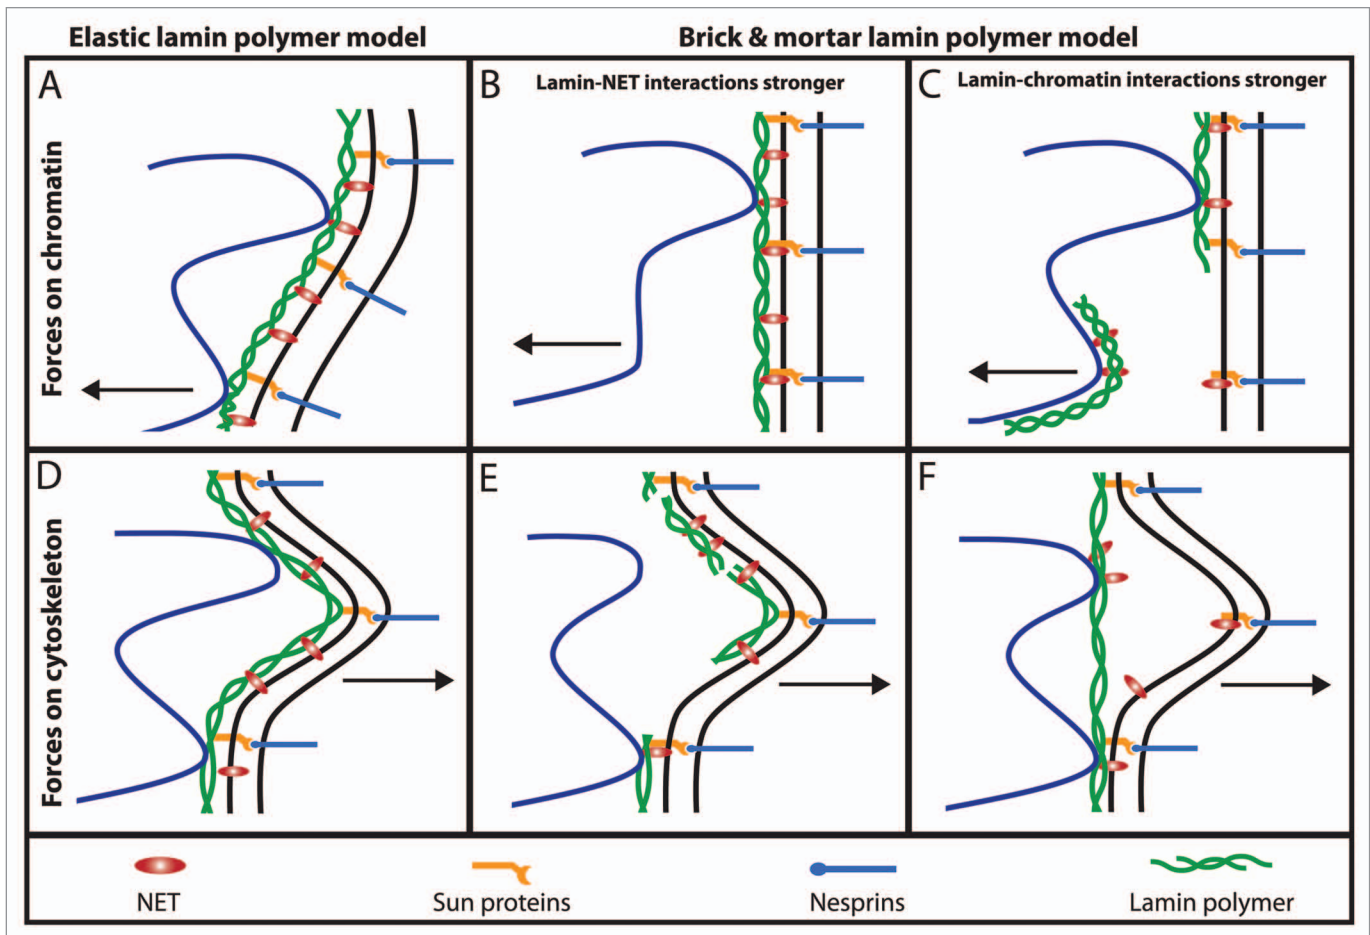 Elastic lamin polymer model
Brick & mortar lamin polymer model
Forces on chromatin
A
B
Lamin-NET interactions stronger
C
Lamin-chromatin interactions stronger
Forces on cytoskeleton
D
E
F
NET
Sun proteins
Nesprins
Lamin polymer